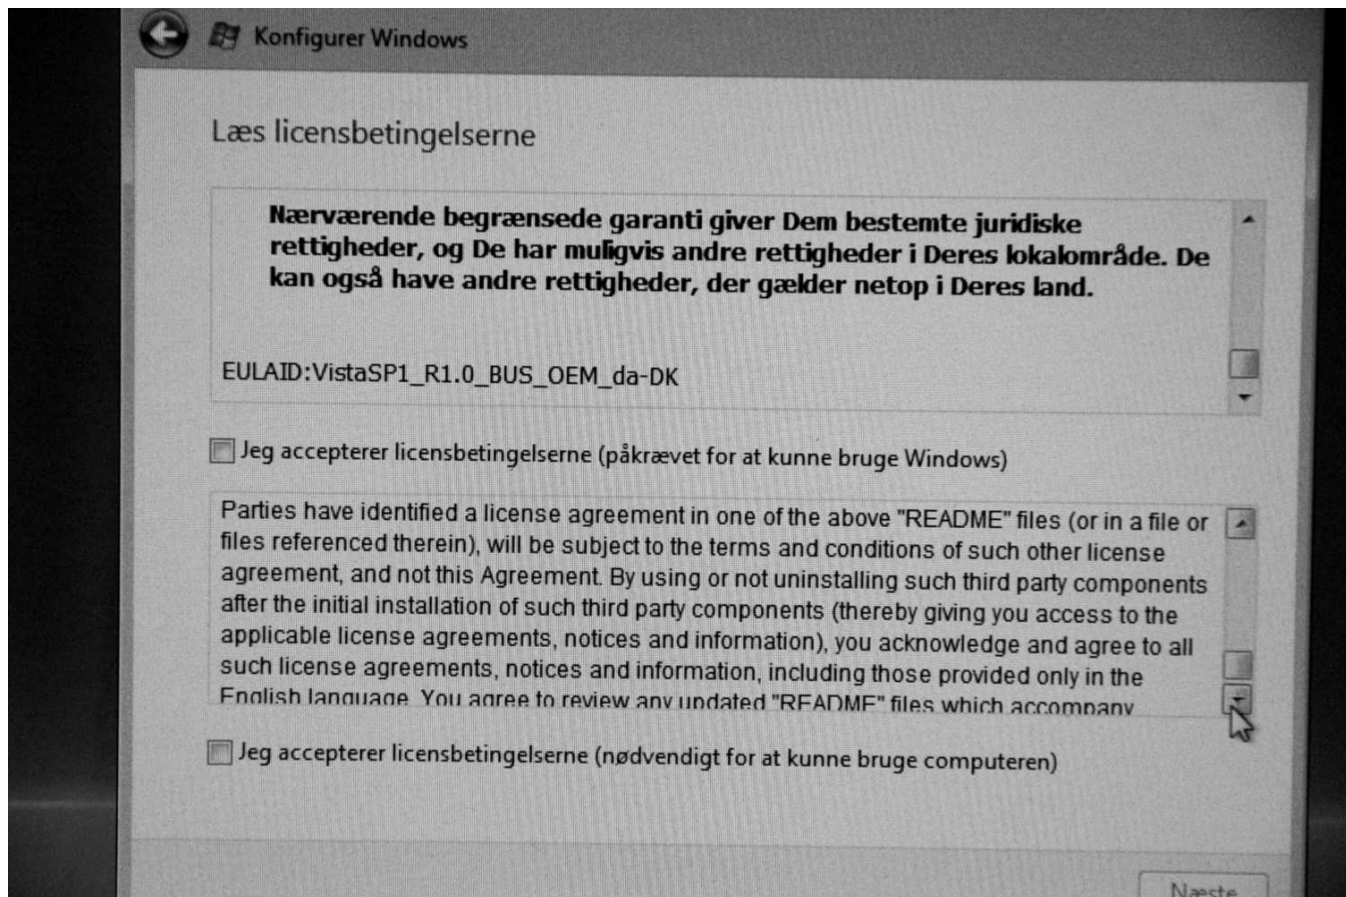 Konfigurer Windows
Læs licensbetingelserne
Nærværende begrænsede garanti giver Dem bestemte juridiske
rettigheder, og De har muligvis andre rettigheder i Deres lokalområde. De
kan også have andre rettigheder, der gælder netop i Deres land.
EULAID:VistaSP1_R1.0_BUS_OEM_da-DK
Jeg accepterer licensbetingelserne (påkrævet for at kunne bruge Windows)
Parties have identified a license agreement in one of the above "README" files (or in a file or
files referenced therein), will be subject to the terms and conditions of such other license
agreement, and not this Agreement. By using or not uninstalling such third party components
after the initial installation of such third party components (thereby giving you access to the
applicable license agreements, notices and information), you acknowledge and agree to all
such license agreements, notices and information, including those provided only in the
English language. You agree to review any updated "README" files which accompany
Jeg accepterer licensbetingelserne (nødvendigt for at kunne bruge computeren)
Næste